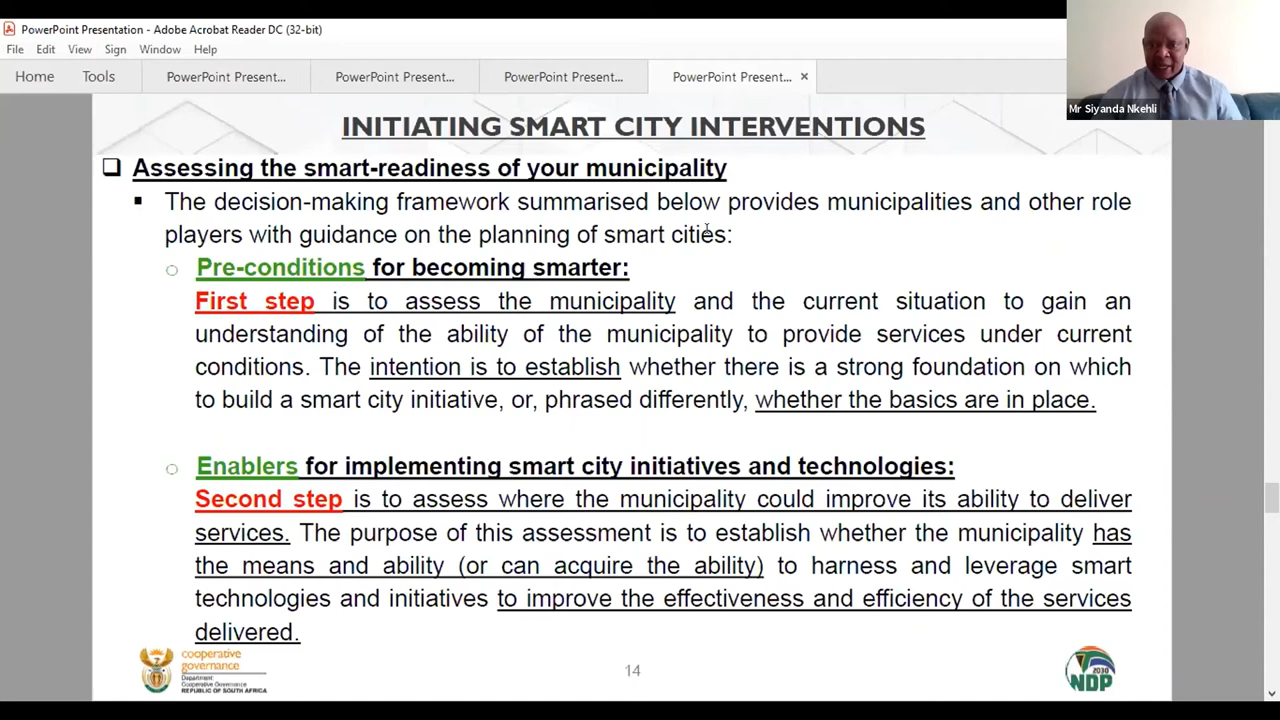 PowerPoint Presentation - Adobe Acrobat Reader DC (32-bit)
File Edit View Sign Window Help
Home Tools PowerPoint Present... PowerPoint Present... PowerPoint Present... PowerPoint Present... ×
Mr Siyanda Nkehli
INITIATING SMART CITY INTERVENTIONS
Assessing the smart-readiness of your municipality
The decision-making framework summarised below provides municipalities and other role
players with guidance on the planning of smart cities:
Pre-conditions for becoming smarter:
First step is to assess the municipality and the current situation to gain an
understanding of the ability of the municipality to provide services under current
conditions. The intention is to establish whether there is a strong foundation on which
to build a smart city initiative, or, phrased differently, whether the basics are in place.
Enablers for implementing smart city initiatives and technologies:
Second step is to assess where the municipality could improve its ability to deliver
services. The purpose of this assessment is to establish whether the municipality has
the means and ability (or can acquire the ability) to harness and leverage smart
technologies and initiatives to improve the effectiveness and efficiency of the services
delivered.
cooperative
governance
Department:
Cooperative Governance
REPUBLIC OF SOUTH AFRICA
14
2030
NDP